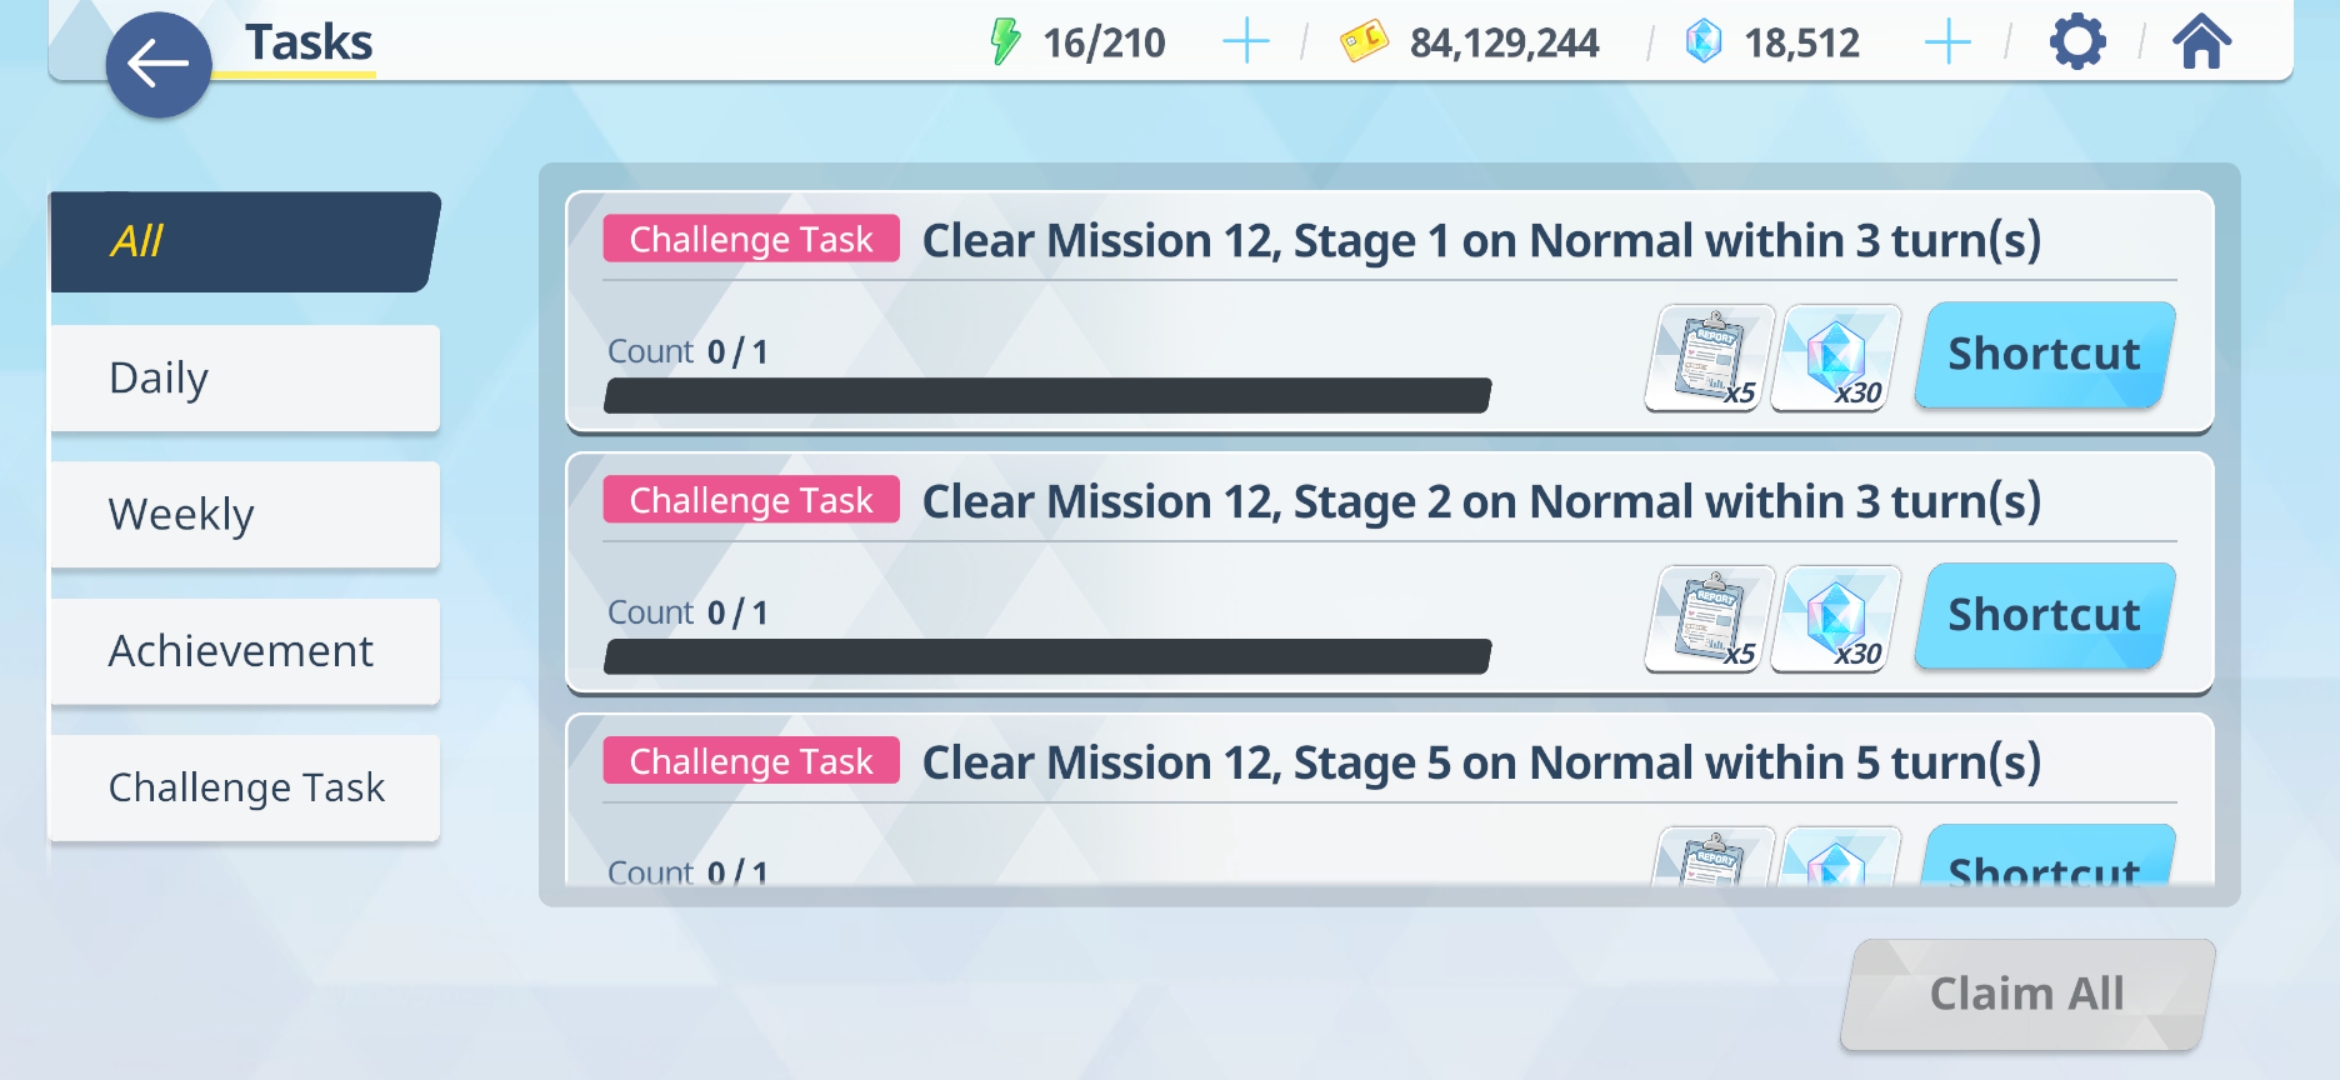 Tasks
16/210
84,129,244
18,512
All
Daily
Weekly
Achievement
Challenge Task
Challenge Task Clear Mission 12, Stage 1 on Normal within 3 turn(s)
Count 0 / 1
REPORT
x5
x30
Shortcut
Challenge Task Clear Mission 12, Stage 2 on Normal within 3 turn(s)
Count 0 / 1
REPORT
x5
x30
Shortcut
Challenge Task Clear Mission 12, Stage 5 on Normal within 5 turn(s)
Count 0 / 1
REPORT
Shortcut
Claim All